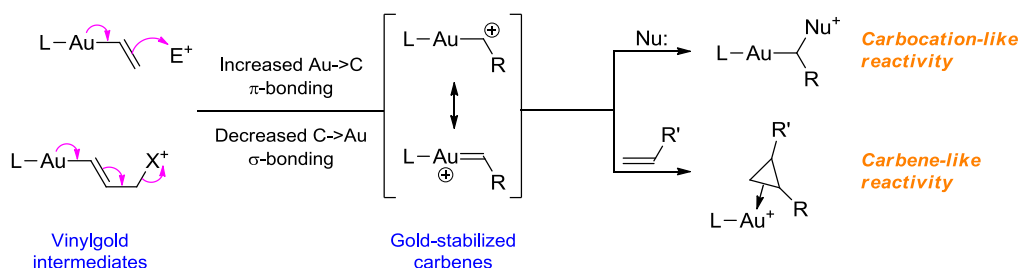 L–Au
E⁺
L–Au
X⁺
Vinylgold
intermediates
Increased Au->C
π-bonding
Decreased C->Au
σ-bonding
L–Au
⊕
R
L–Au
⊕
R
Gold-stabilized
carbenes
Nu:
R'
L–Au
Nu⁺
R
Carbocation-like
reactivity
R'
R
L–Au⁺
Carbene-like
reactivity